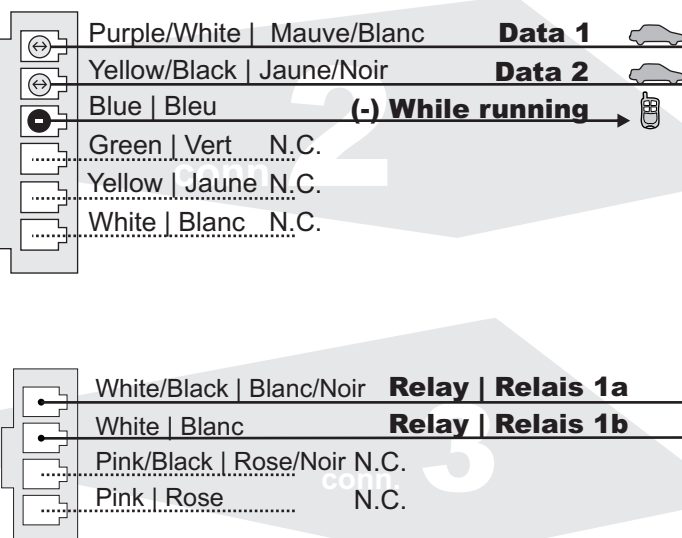 Purple/White | Mauve/Blanc Data 1
Yellow/Black | Jaune/Noir Data 2
Blue | Bleu (-) While running
Green | Vert N.C.
Yellow | Jaune N.C.
White | Blanc N.C.
conn. 2
White/Black | Blanc/Noir Relay | Relais 1a
White | Blanc Relay | Relais 1b
Pink/Black | Rose/Noir N.C.
Pink | Rose N.C.
conn. 3